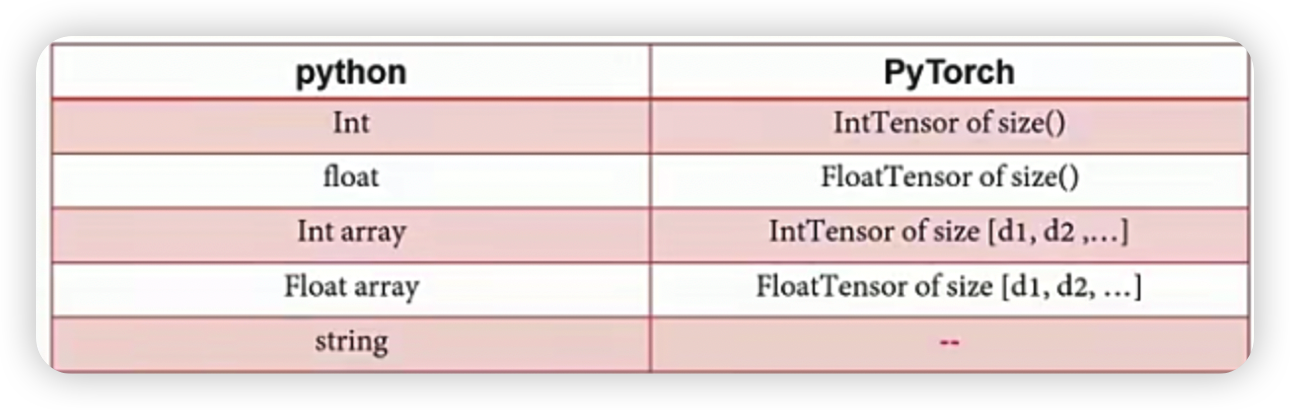 python PyTorch
Int IntTensor of size()
float FloatTensor of size()
Int array IntTensor of size [d1, d2 ,…]
Float array FloatTensor of size [d1, d2, …]
string --